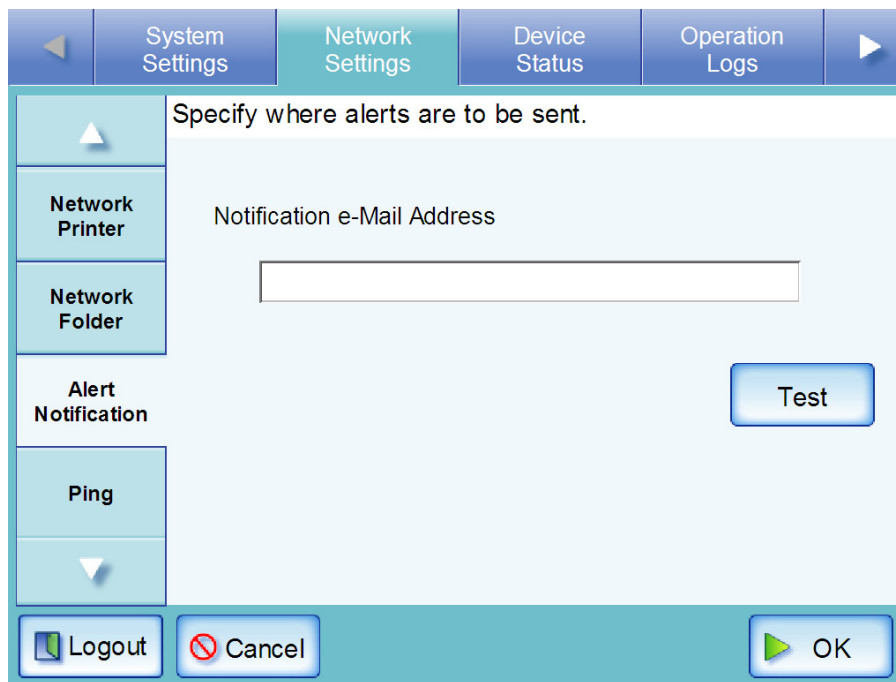 System
Settings
Network
Settings
Device
Status
Operation
Logs
Specify where alerts are to be sent.
Network
Printer
Network
Folder
Alert
Notification
Ping
Notification e-Mail Address
Test
Logout
Cancel
OK